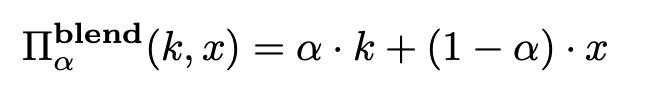 Π_α^blend(k, x) = α · k + (1 − α) · x